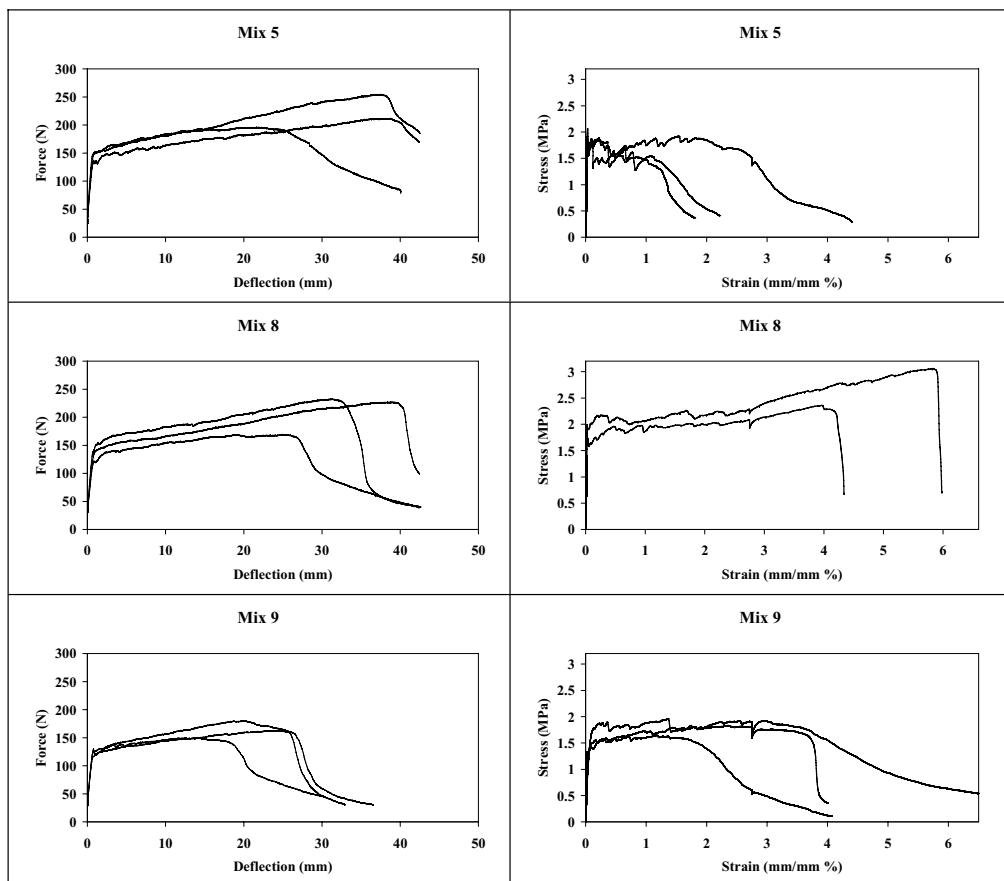 Mix 5
300
250
200
150
100
50
0
0 10 20 30 40 50
Force (N)
Deflection (mm)
Mix 5
3
2.5
2
1.5
1
0.5
0
0 1 2 3 4 5 6
Stress (MPa)
Strain (mm/mm %)
Mix 8
300
250
200
150
100
50
0
0 10 20 30 40 50
Force (N)
Deflection (mm)
Mix 8
3
2.5
2
1.5
1
0.5
0
0 1 2 3 4 5 6
Stress (MPa)
Strain (mm/mm %)
Mix 9
300
250
200
150
100
50
0
0 10 20 30 40 50
Force (N)
Deflection (mm)
Mix 9
3
2.5
2
1.5
1
0.5
0
0 1 2 3 4 5 6
Stress (MPa)
Strain (mm/mm %)